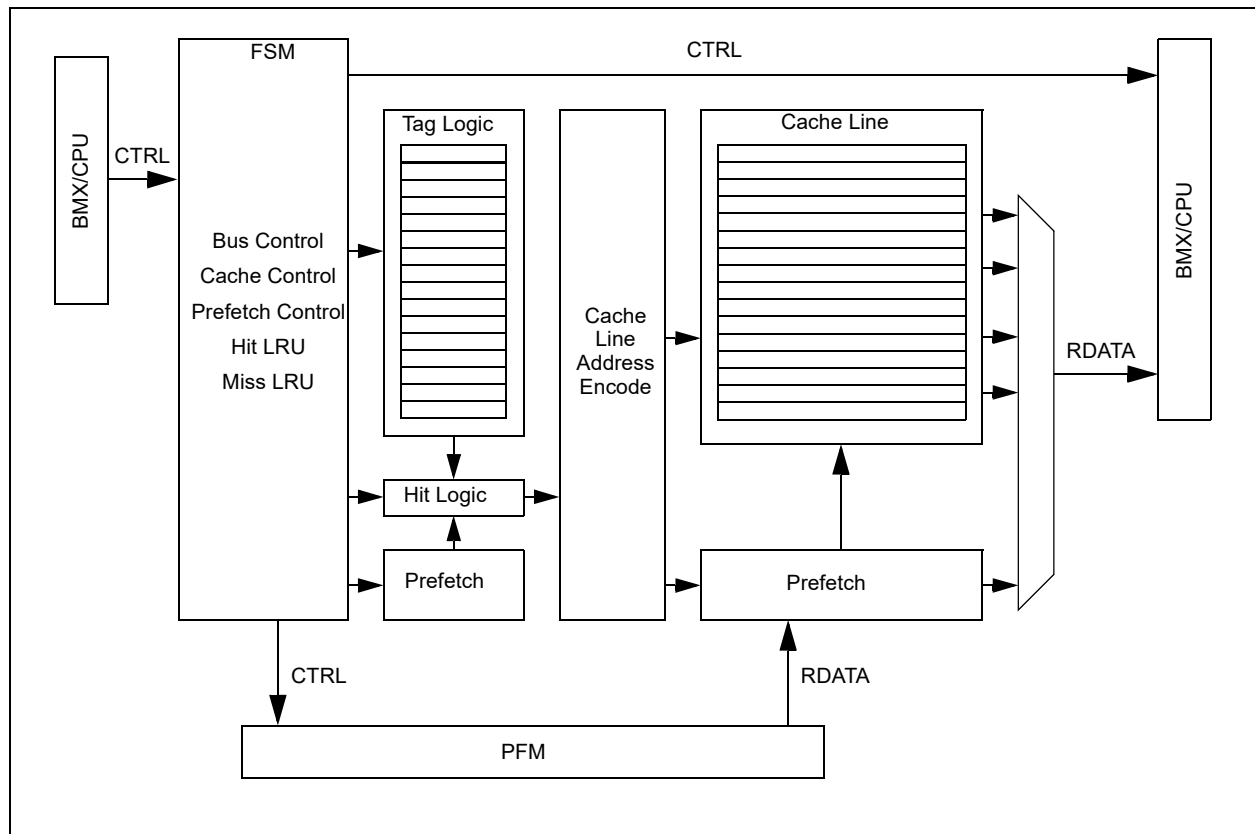 FSM
CTRL
BMX/CPU
CTRL
Tag Logic
Cache Line
BMX/CPU
Bus Control
Cache Control
Prefetch Control
Hit LRU
Miss LRU
Cache
Line
Address
Encode
RDATA
Hit Logic
Prefetch
Prefetch
CTRL
RDATA
PFM